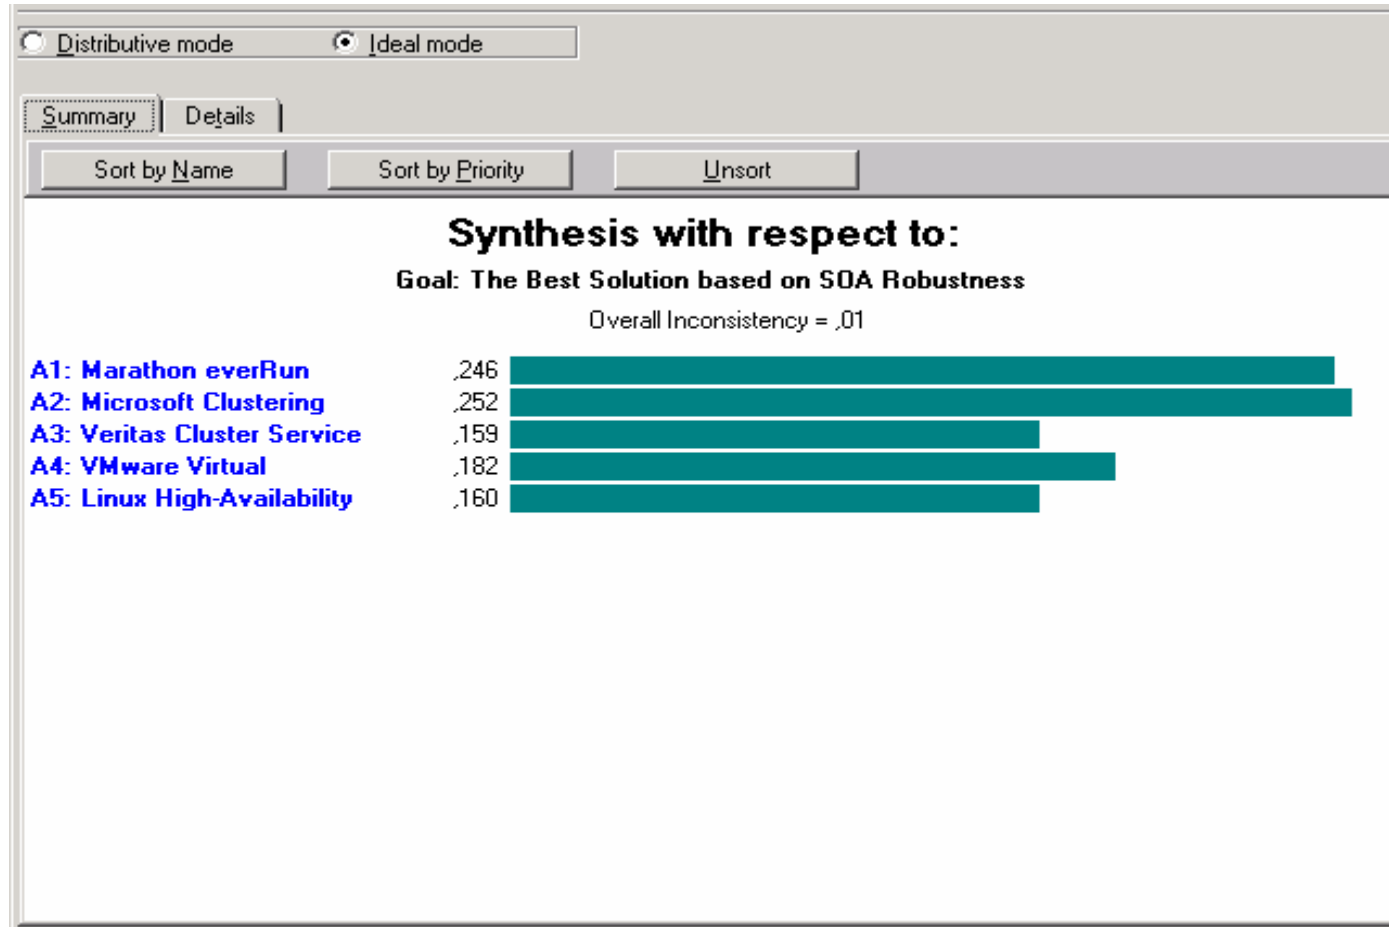 Distributive mode Ideal mode
Summary Details
Sort by Name Sort by Priority Unsort
Synthesis with respect to:
Goal: The Best Solution based on SOA Robustness
Overall Inconsistency = ,01
A1: Marathon everRun ,246
A2: Microsoft Clustering ,252
A3: Veritas Cluster Service ,159
A4: VMware Virtual ,182
A5: Linux High-Availability ,160